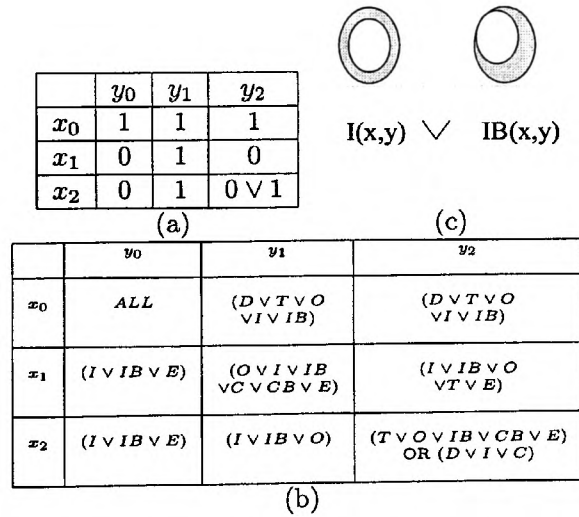 y0 y1 y2
x0 1 1 1
x1 0 1 0
x2 0 1 0 ∨ 1
(a)
I(x,y) ∨ IB(x,y)
(c)
y0 y1 y2
x0 ALL (D ∨ T ∨ O (D ∨ T ∨ O
∨I ∨ IB) ∨I ∨ IB)
x1 (I ∨ IB ∨ E) (O ∨ I ∨ IB (I ∨ IB ∨ O
∨C ∨ CB ∨ E) ∨T ∨ E)
x2 (I ∨ IB ∨ E) (I ∨ IB ∨ O) (T ∨ O ∨ IB ∨ CB ∨ E)
OR (D ∨ I ∨ C)
(b)